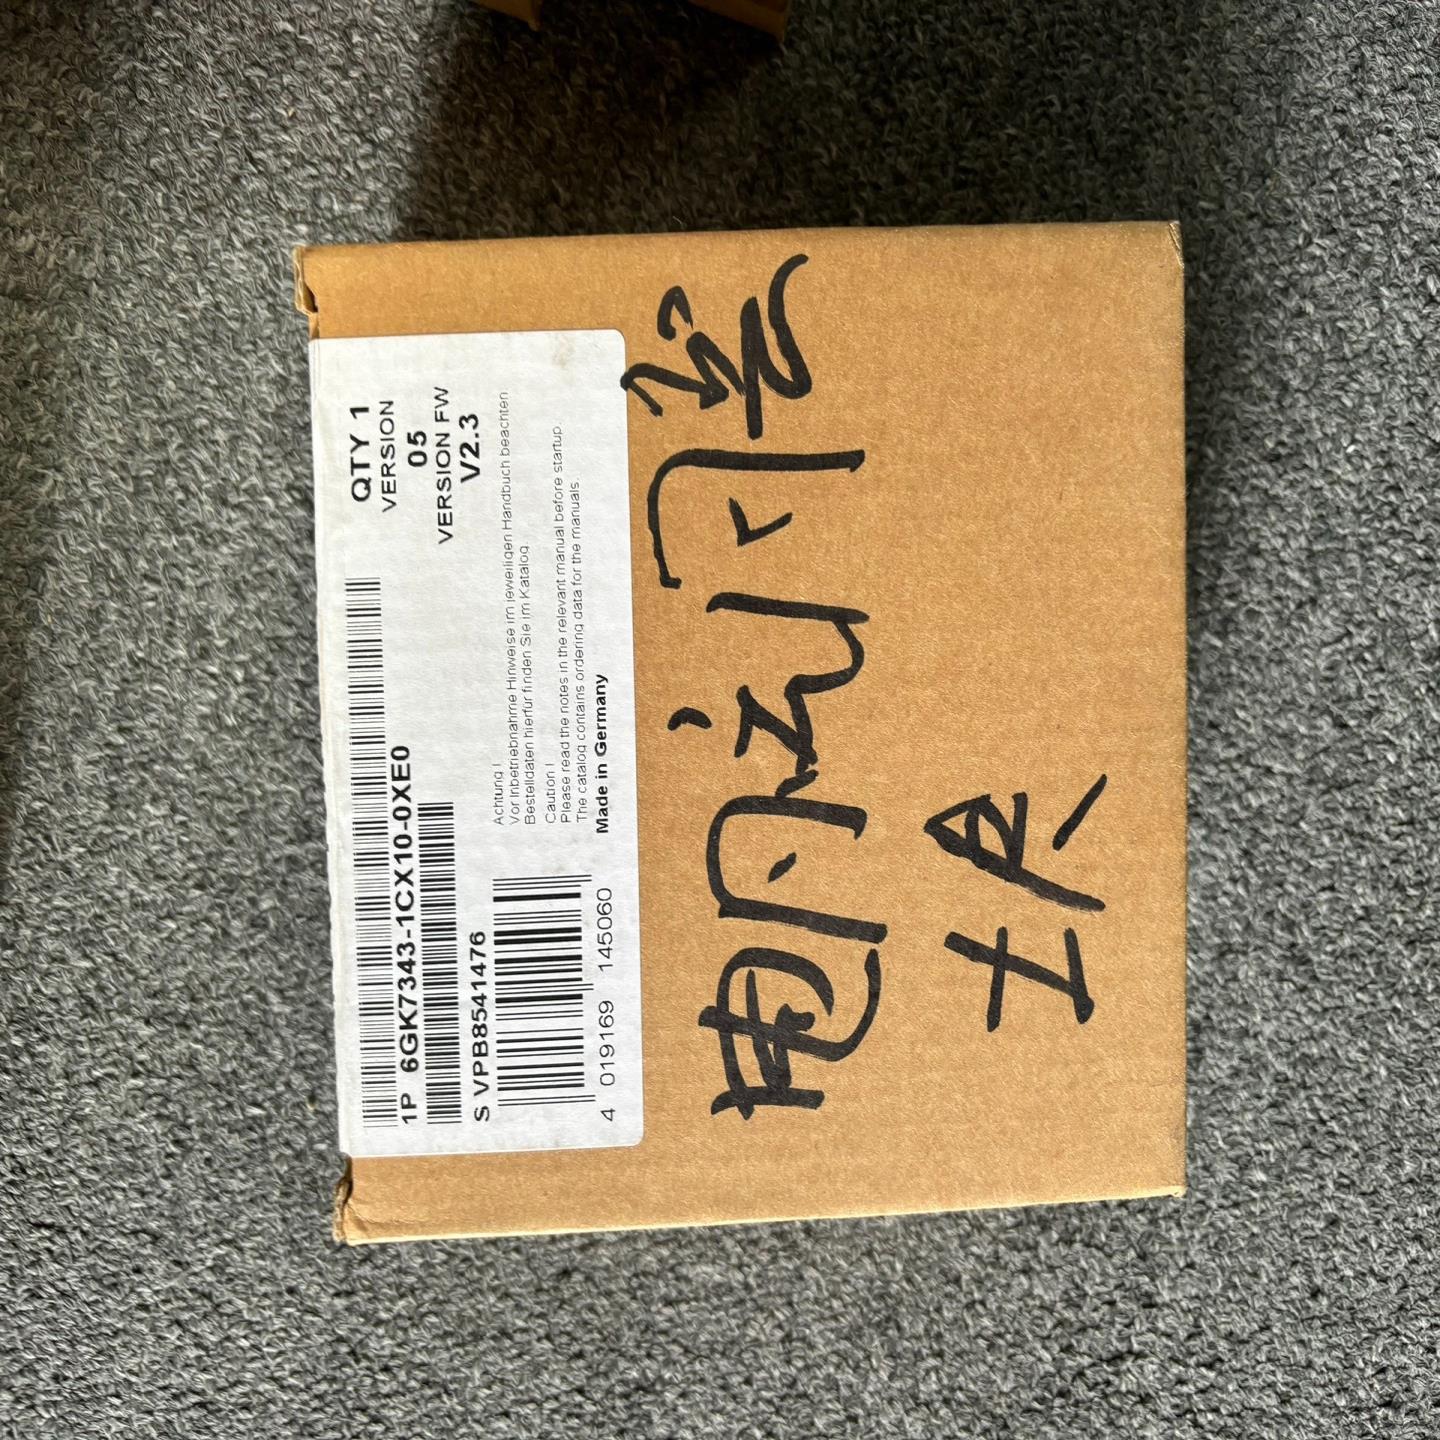 QTY 1
VERSION
05
VERSION FW
V2.3
1P 6GK7343-1CX10-0XE0
S VPB8541476
4 019169 145060
Achtung !
Vor Inbetriebnahme Hinweise im jeweiligen Handbuch beachten
Bestelldaten hierfür finden Sie im Katalog.
Caution !
Please read the notes in the relevant manual before startup.
The catalog contains ordering data for the manuals.
Made in Germany
电 门